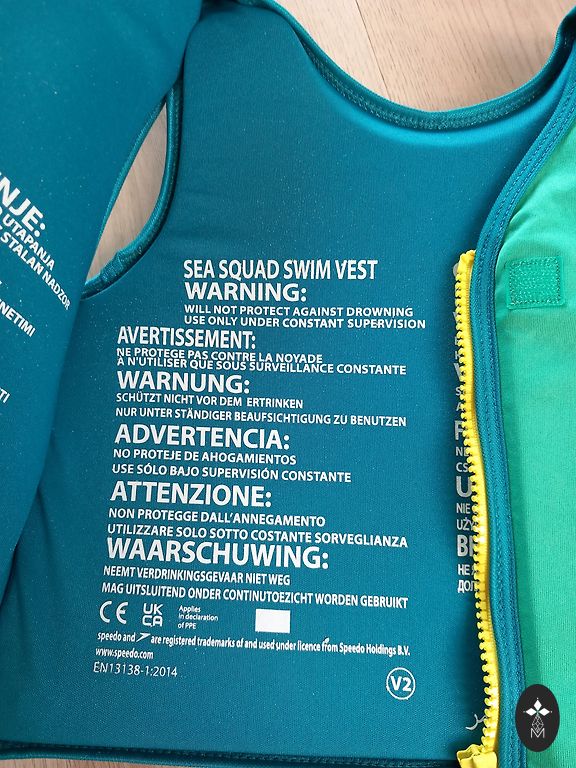 NJE:
UTAPANJA
STALAN NADZOR
NETIMI
SEA SQUAD SWIM VEST
WARNING:
WILL NOT PROTECT AGAINST DROWNING
USE ONLY UNDER CONSTANT SUPERVISION
AVERTISSEMENT:
NE PROTEGE PAS CONTRE LA NOYADE
À N'UTILISER QUE SOUS SURVEILLANCE CONSTANTE
WARNUNG:
SCHÜTZT NICHT VOR DEM ERTRINKEN
NUR UNTER STÄNDIGER BEAUFSICHTIGUNG ZU BENUTZEN
ADVERTENCIA:
NO PROTEJE DE AHOGAMIENTOS
USE SÓLO BAJO SUPERVISIÓN CONSTANTE
ATTENZIONE:
NON PROTEGGE DALL'ANNEGAMENTO
UTILIZZARE SOLO SOTTO COSTANTE SORVEGLIANZA
WAARSCHUWING:
NEEMT VERDRINKINGSGEVAAR NIET WEG
MAG UITSLUITEND ONDER CONTINUTOEZICHT WORDEN GEBRUIKT
CE UK CA Applies in declaration of PPE
speedo and are registered trademarks of and used under licence from Speedo Holdings B.V.
www.speedo.com
EN13138-1:2014
V2
M